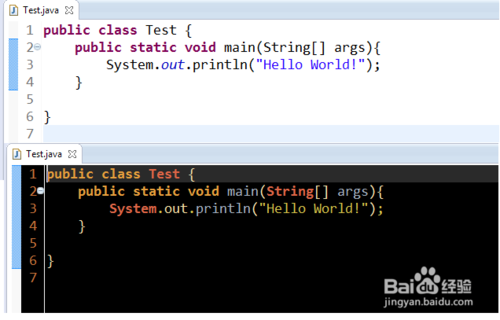 Test.java
1 public class Test {
2 public static void main(String[] args){
3 System.out.println("Hello World!");
4 }
5
6 }
7
Test.java
1 public class Test {
2 public static void main(String[] args){
3 System.out.println("Hello World!");
4 }
5
6 }
7
Baidu 经验
jingyan.baidu.com